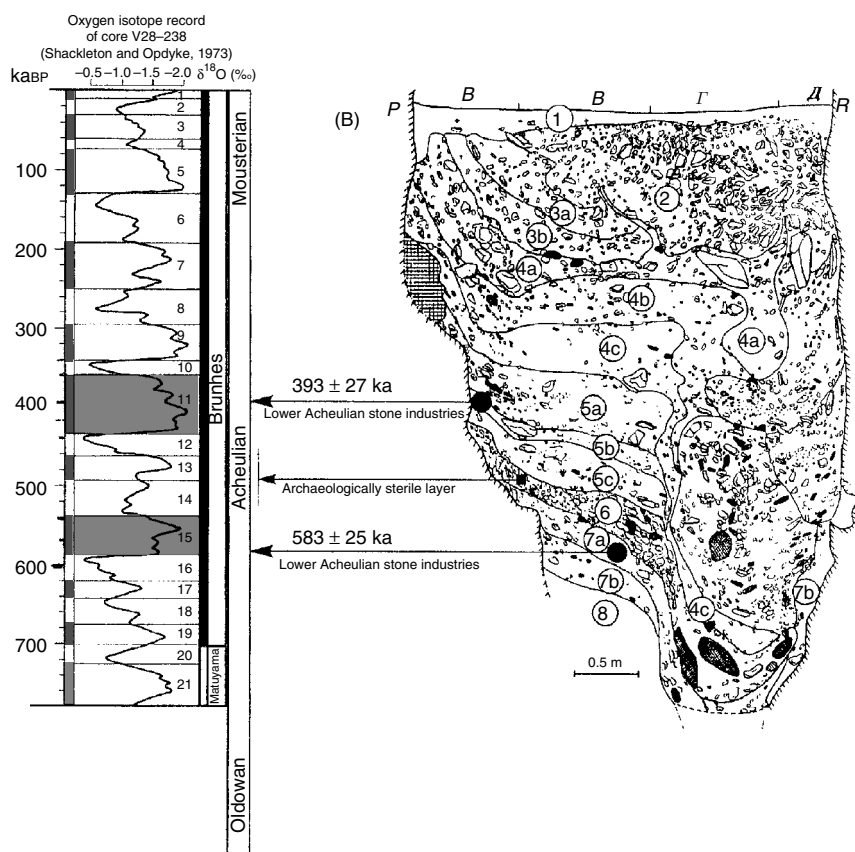 Oxygen isotope record
of core V28–238
(Shackleton and Opdyke, 1973)
kaBP
–0.5 –1.0 –1.5 –2.0 δ18O (‰)
100
200
300
400
500
600
700
1
2
3
4
5
6
7
8
9
10
11
12
13
14
15
16
17
18
19
20
21
Brunhes
Matuyama
Mousterian
Acheulian
Oldowan
393 ± 27 ka
Lower Acheulian stone industries
Archaeologically sterile layer
583 ± 25 ka
Lower Acheulian stone industries
(B)
P B B Г Д R
1
2
3a
3b
4a
4b
4c
4a
5a
5b
5c
6
7a
7b
8
4c
7b
0.5 m